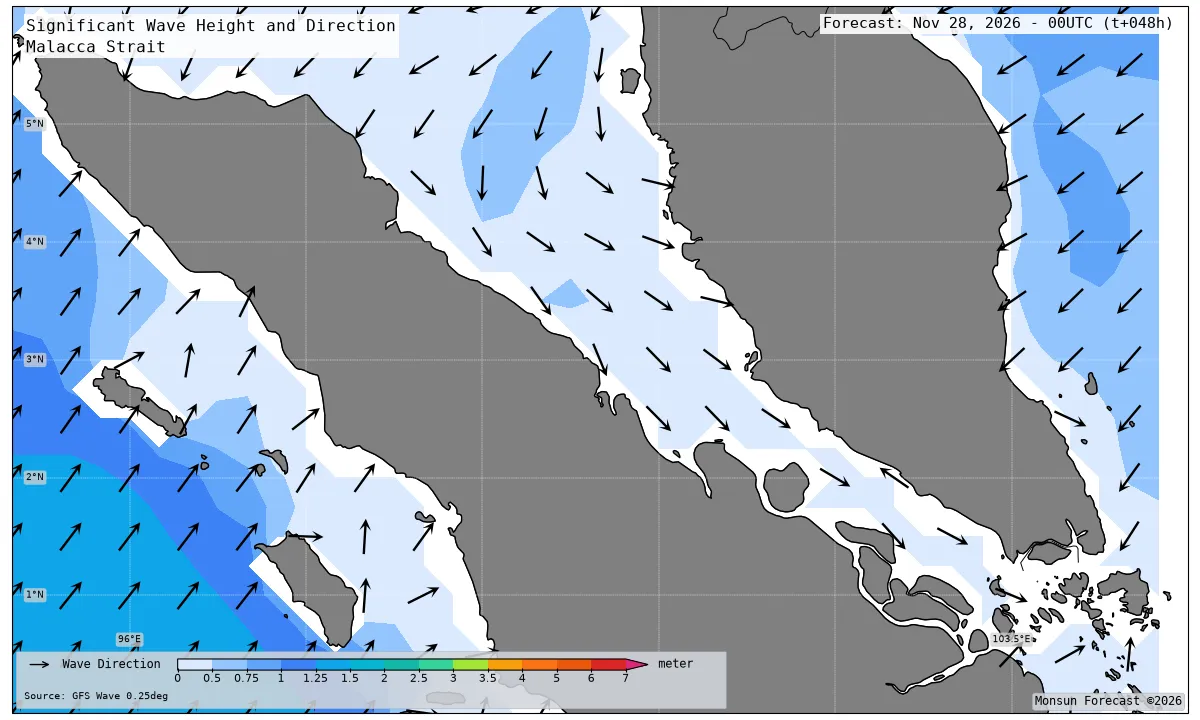 Significant Wave Height and Direction
Malacca Strait
Forecast: Nov 28, 2026 - 00UTC (t+048h)
5°N
4°N
3°N
2°N
1°N
96°E
103.5°E
Wave Direction
meter
0 0.5 0.75 1 1.25 1.5 2 2.5 3 3.5 4 5 6 7
Source: GFS Wave 0.25deg
Monsun Forecast ©2026